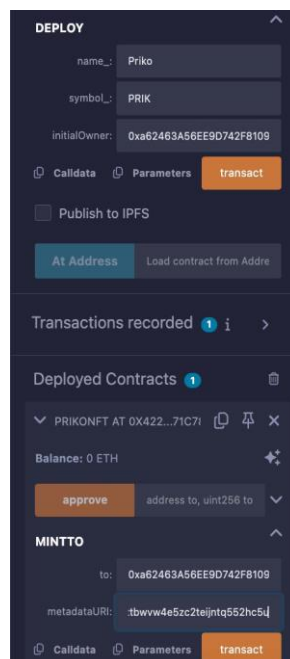 DEPLOY
name_: Priko
symbol_: PRIK
initialOwner: 0xa62463A56EE9D742F8109
Calldata Parameters transact
Publish to IPFS
At Address Load contract from Addre
Transactions recorded 1 i
Deployed Contracts 1
PRIKONFT AT 0X422...71C78
Balance: 0 ETH
approve address to, uint256 to
MINTTO
to: 0xa62463A56EE9D742F8109
metadataURI: :tbwvw4e5zc2teijntq552hc5u
Calldata Parameters transact